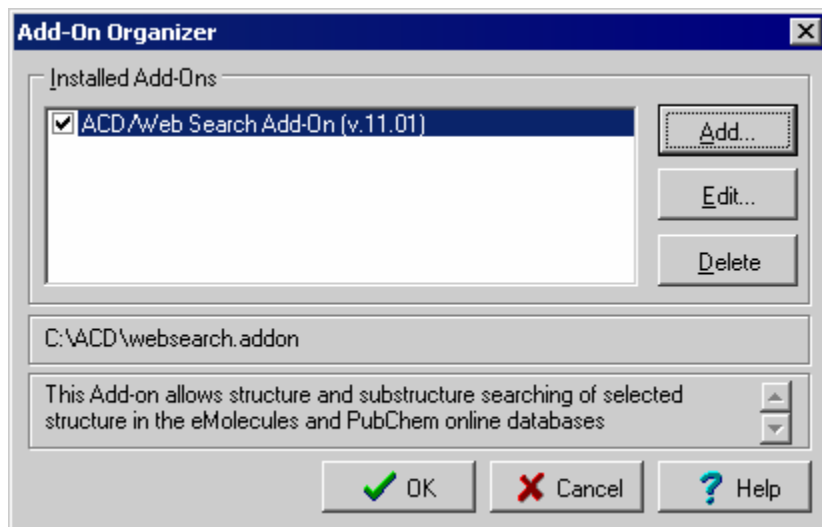 Add-On Organizer
Installed Add-Ons
ACD/Web Search Add-On (v.11.01)
Add...
Edit...
Delete
C:\ACD\websearch.addon
This Add-on allows structure and substructure searching of selected
structure in the eMolecules and PubChem online databases
OK
Cancel
Help